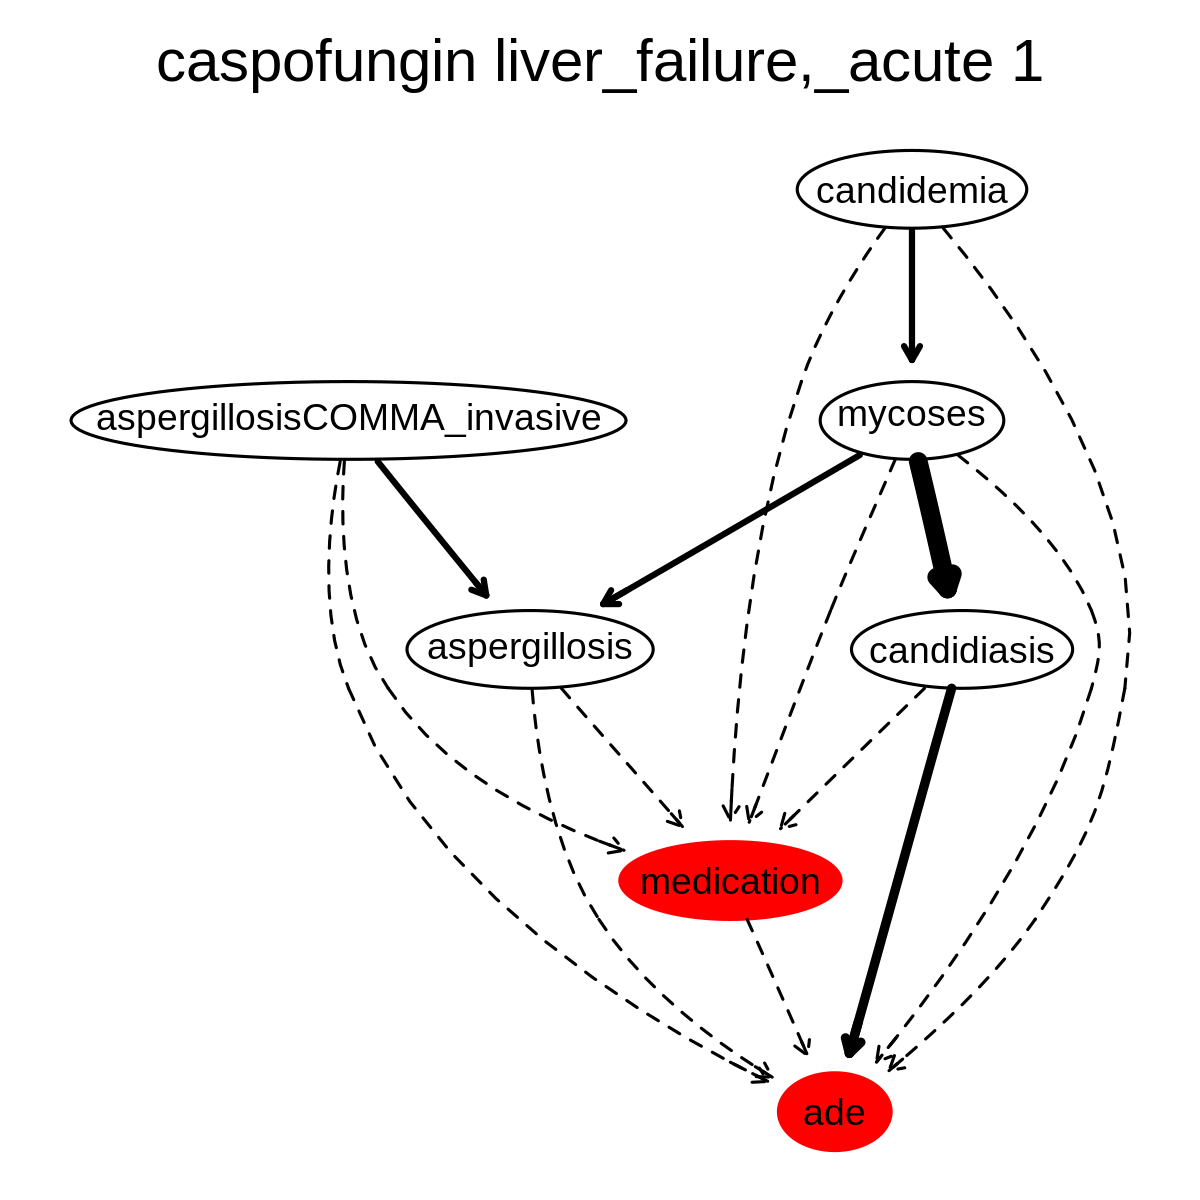 caspofungin liver_failure,_acute 1
candidemia
aspergillosisCOMMA_invasive
mycoses
aspergillosis
candidiasis
medication
ade